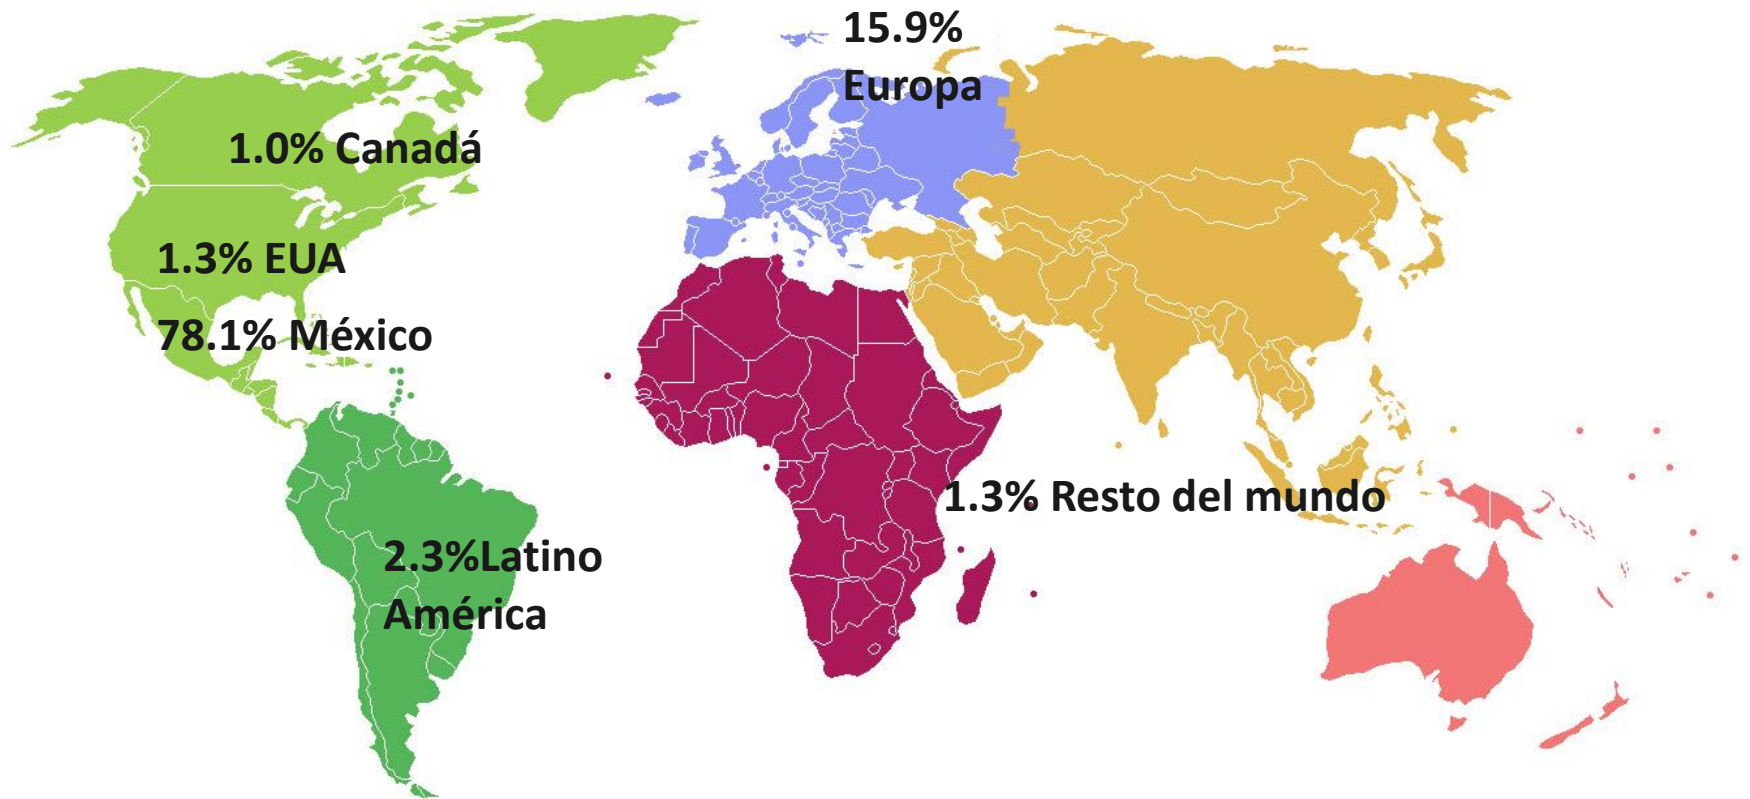 15.9%
Europa
1.0% Canadá
1.3% EUA
78.1% México
1.3% Resto del mundo
2.3%Latino
América